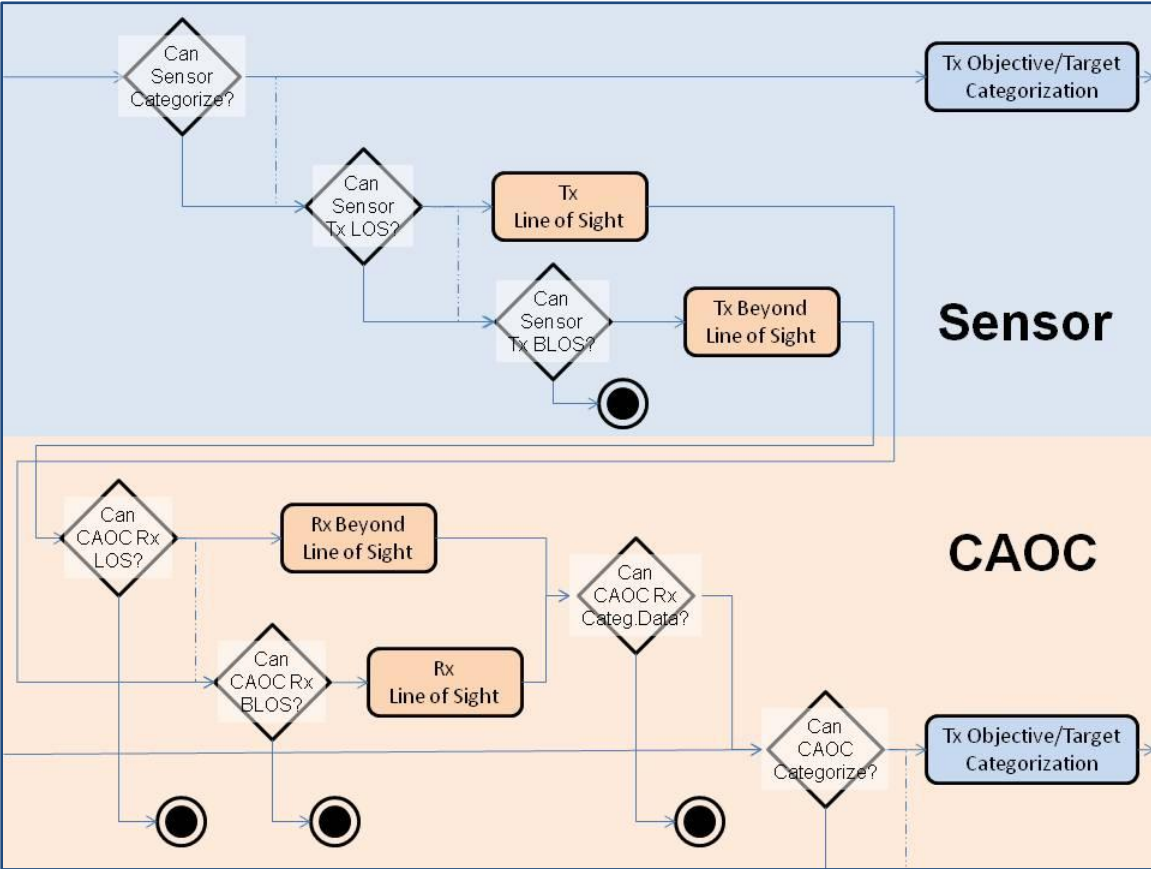 Can
Sensor
Categorize?
Tx Objective/Target
Categorization
Can
Sensor
Tx LOS?
Tx
Line of Sight
Can
Sensor
Tx BLOS?
Tx Beyond
Line of Sight
Sensor
Can
CAOC Rx
LOS?
Rx Beyond
Line of Sight
Can
CAOC Rx
Categ.Data?
CAOC
Can
CAOC Rx
BLOS?
Rx
Line of Sight
Can
CAOC
Categorize?
Tx Objective/Target
Categorization